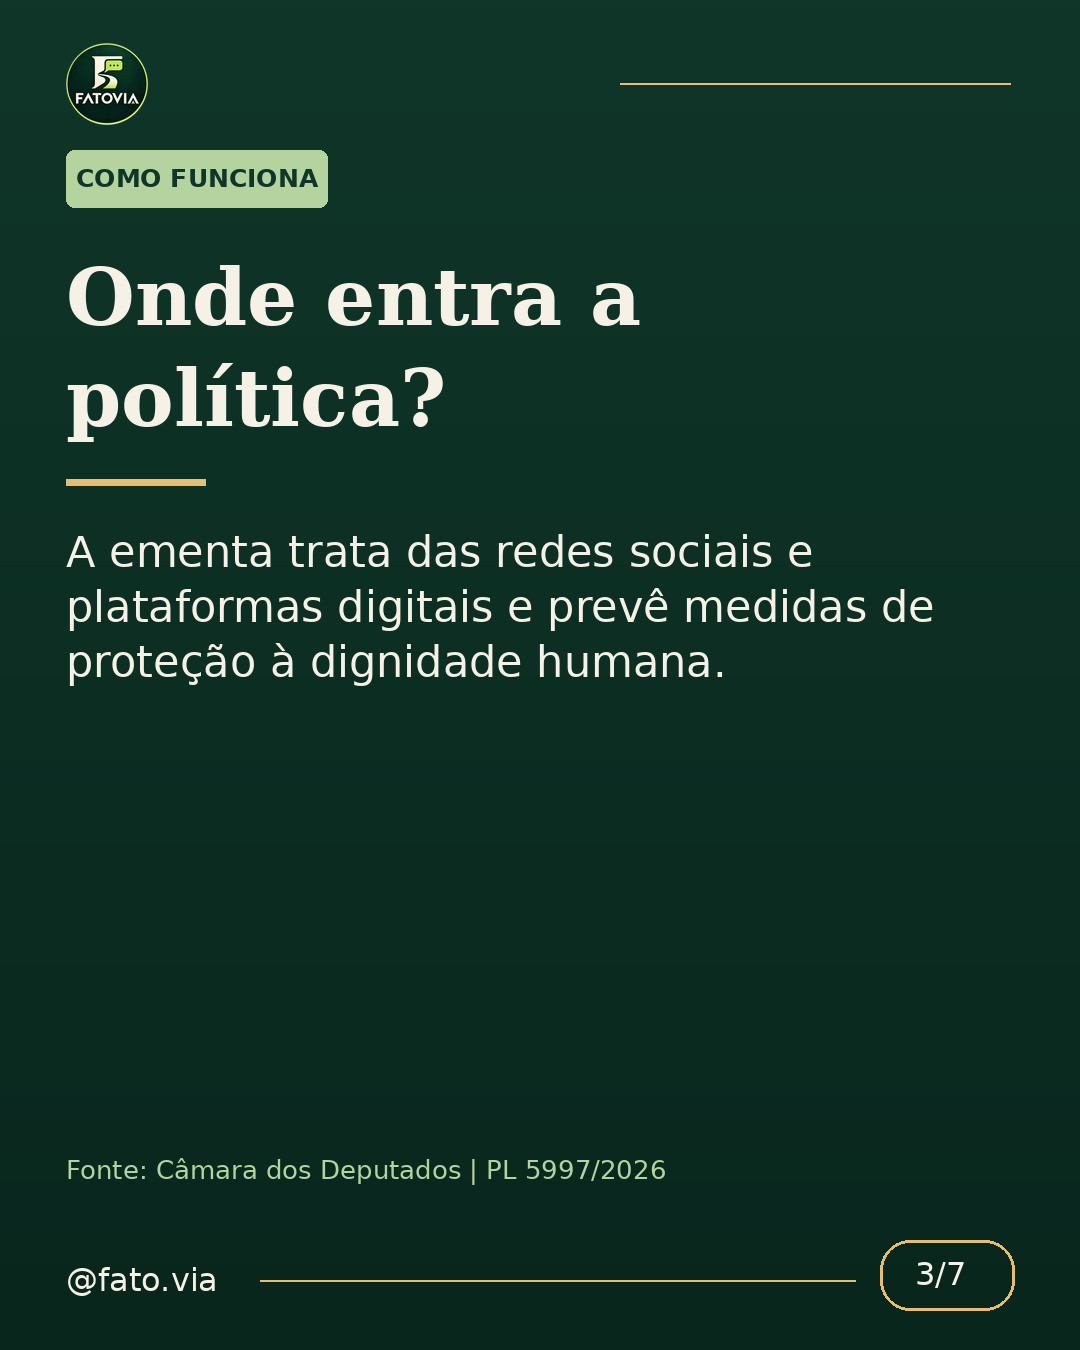 FATOVIA
COMO FUNCIONA
Onde entra a
política?
A ementa trata das redes sociais e
plataformas digitais e prevê medidas de
proteção à dignidade humana.
Fonte: Câmara dos Deputados | PL 5997/2026
@fato.via
3/7